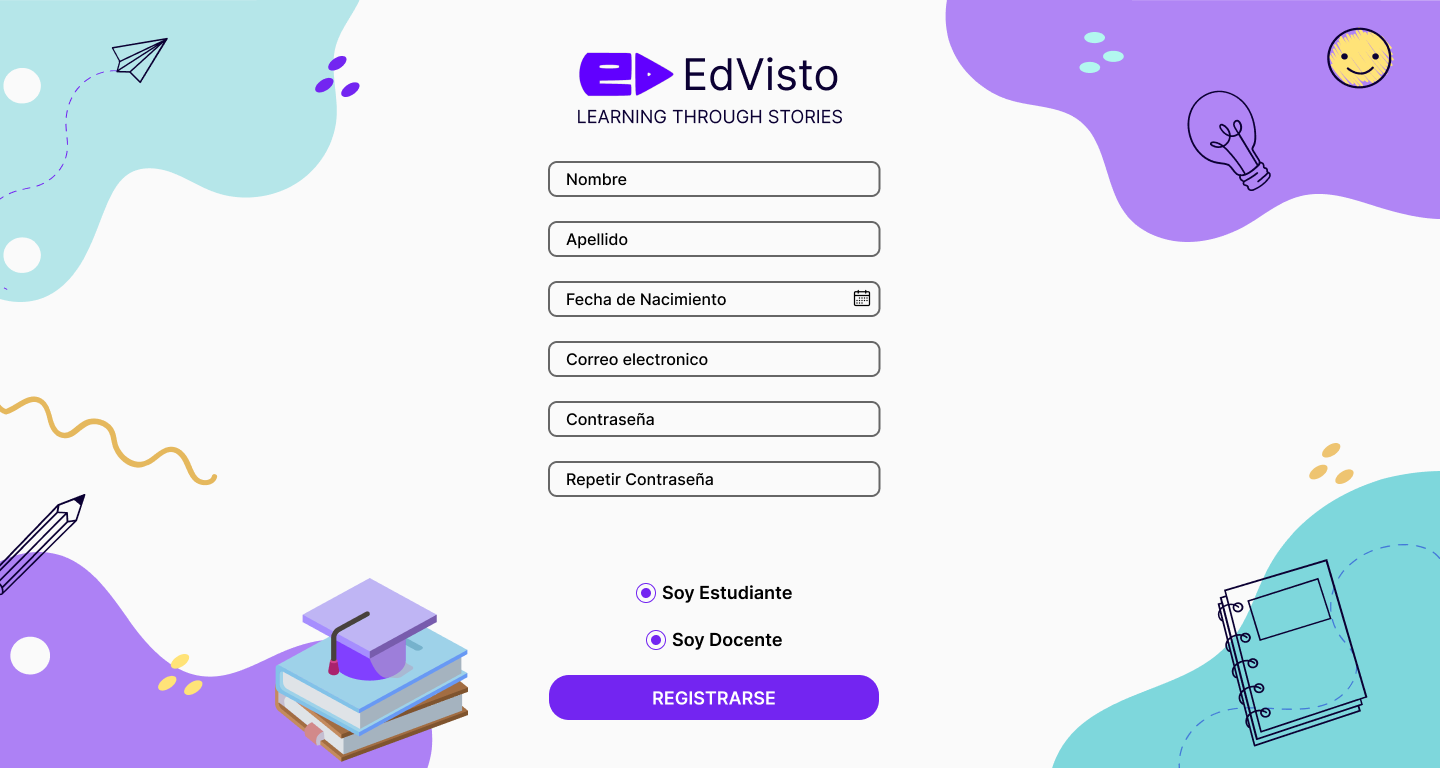 EdVisto
LEARNING THROUGH STORIES
Nombre
Apellido
Fecha de Nacimiento
Correo electronico
Contraseña
Repetir Contraseña
Soy Estudiante
Soy Docente
REGISTRARSE